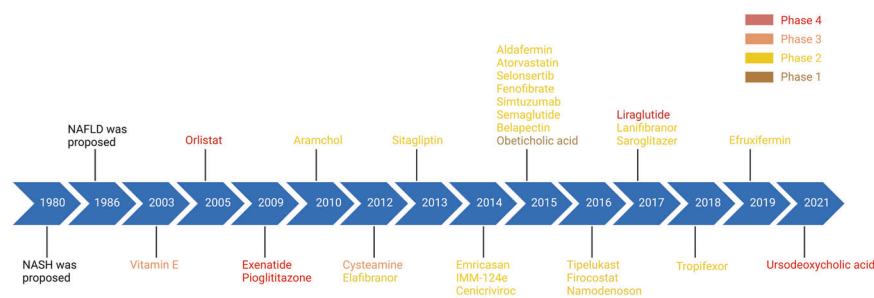 Phase 4
Phase 3
Phase 2
Phase 1
Aldafermin
Atorvastatin
Selonsertib
Fenofibrate
Simtuzumab
Semaglutide
Belapectin
Obeticholic acid
NAFLD was
proposed
Orlistat
Aramchol
Sitagliptin
Liraglutide
Lanifibranor
Saroglitazer
Efruxifermin
1980
1986
2003
2005
2009
2010
2012
2013
2014
2015
2016
2017
2018
2019
2021
NASH was
proposed
Vitamin E
Exenatide
Pioglititazone
Cysteamine
Elafibranor
Emricasan
IMM-124e
Cenicriviroc
Tipelukast
Firocostat
Namodenoson
Tropifexor
Ursodeoxycholic acid